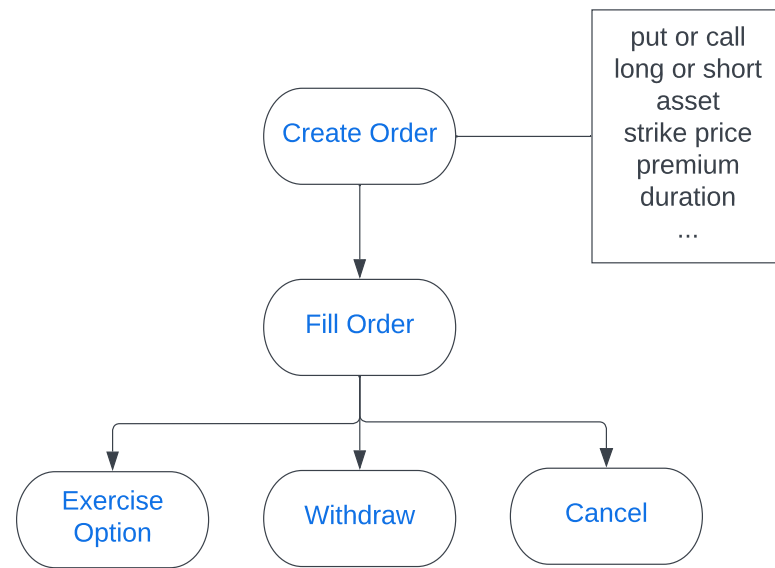 put or call
long or short
asset
strike price
premium
duration
...
Create Order
Fill Order
Exercise
Option
Withdraw
Cancel